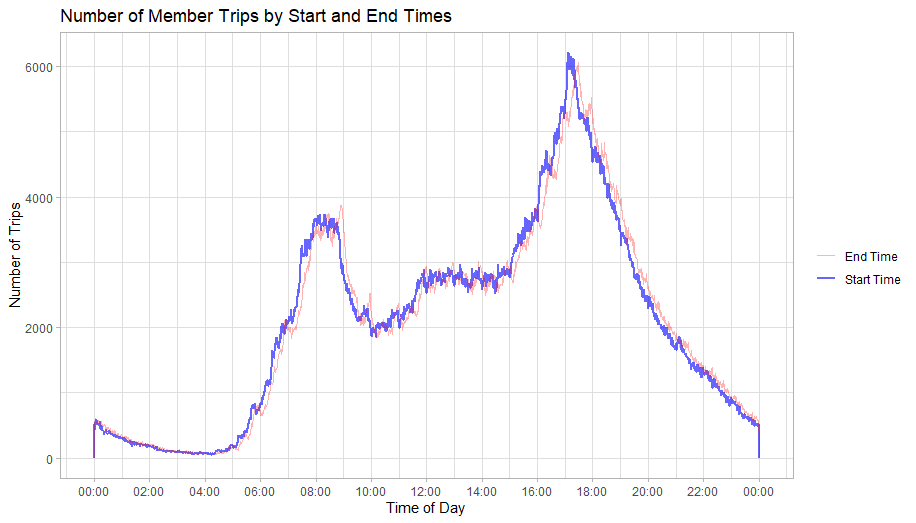 Number of Member Trips by Start and End Times
Number of Trips
6000
4000
2000
0
00:00 02:00 04:00 06:00 08:00 10:00 12:00 14:00 16:00 18:00 20:00 22:00 00:00
Time of Day
End Time
Start Time